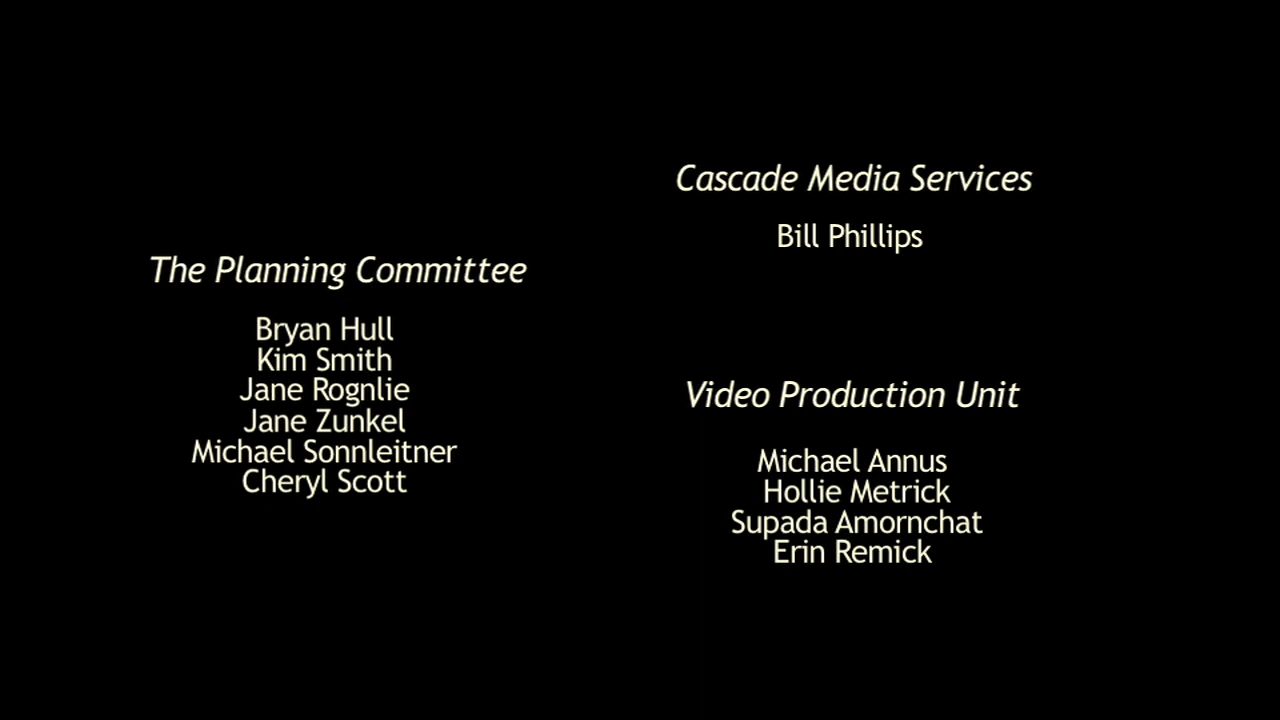 The Planning Committee
Bryan Hull
Kim Smith
Jane Rognlie
Jane Zunkel
Michael Sonnleitner
Cheryl Scott
Cascade Media Services
Bill Phillips
Video Production Unit
Michael Annus
Hollie Metrick
Supada Amornchat
Erin Remick